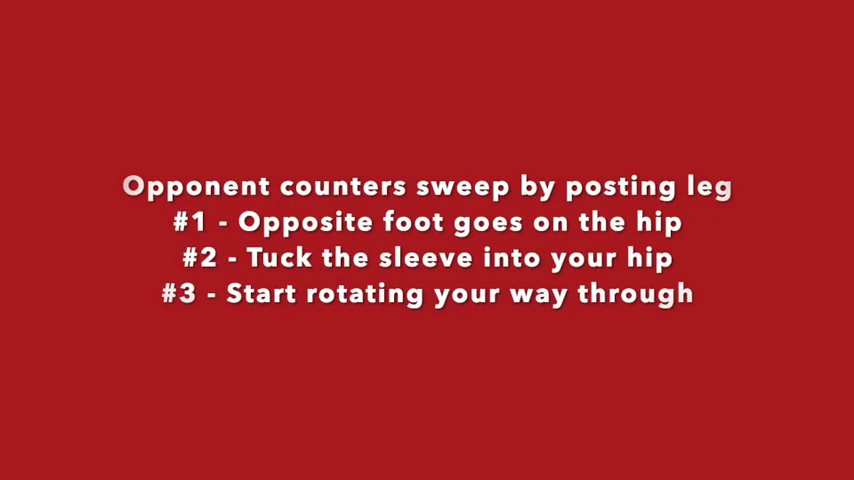 Opponent counters sweep by posting leg
#1 - Opposite foot goes on the hip
#2 - Tuck the sleeve into your hip
#3 - Start rotating your way through